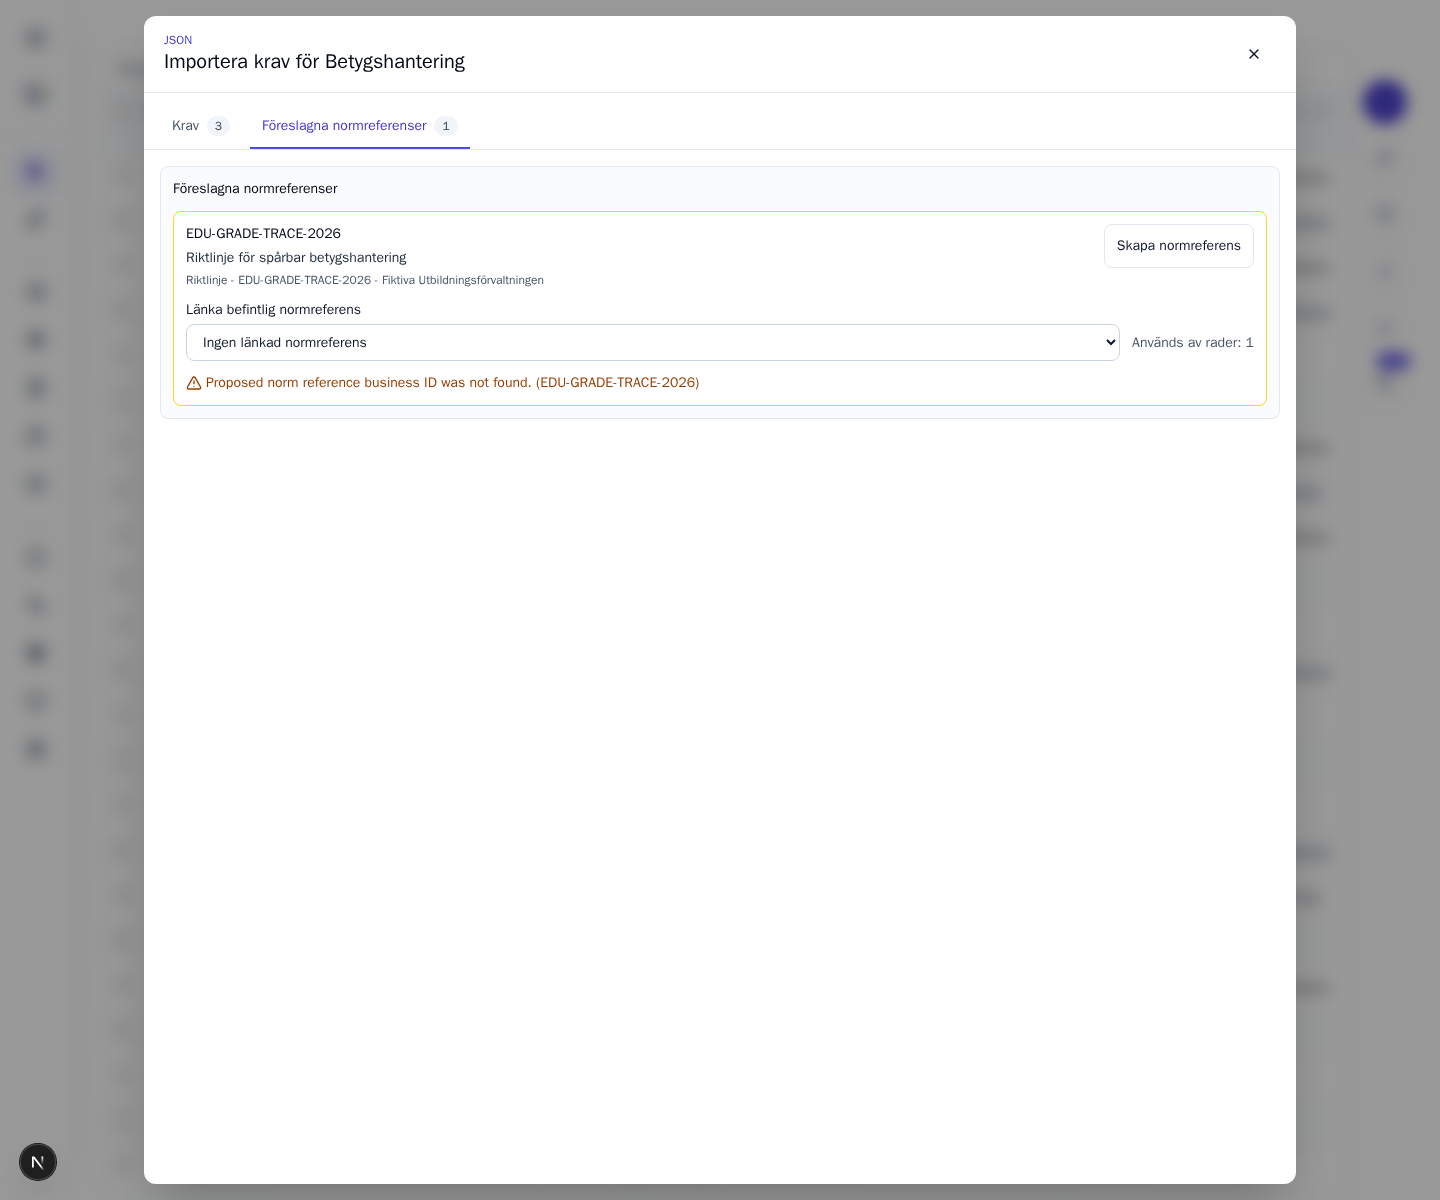 JSON
Importera krav för Betygshantering
Krav 3 Föreslagna normreferenser 1
Föreslagna normreferenser
EDU-GRADE-TRACE-2026
Skapa normreferens
Riktlinje för spårbar betygshantering
Riktlinje - EDU-GRADE-TRACE-2026 - Fiktiva Utbildningsförvaltningen
Länka befintlig normreferens
Ingen länkad normreferens
Används av rader: 1
Proposed norm reference business ID was not found. (EDU-GRADE-TRACE-2026)
N